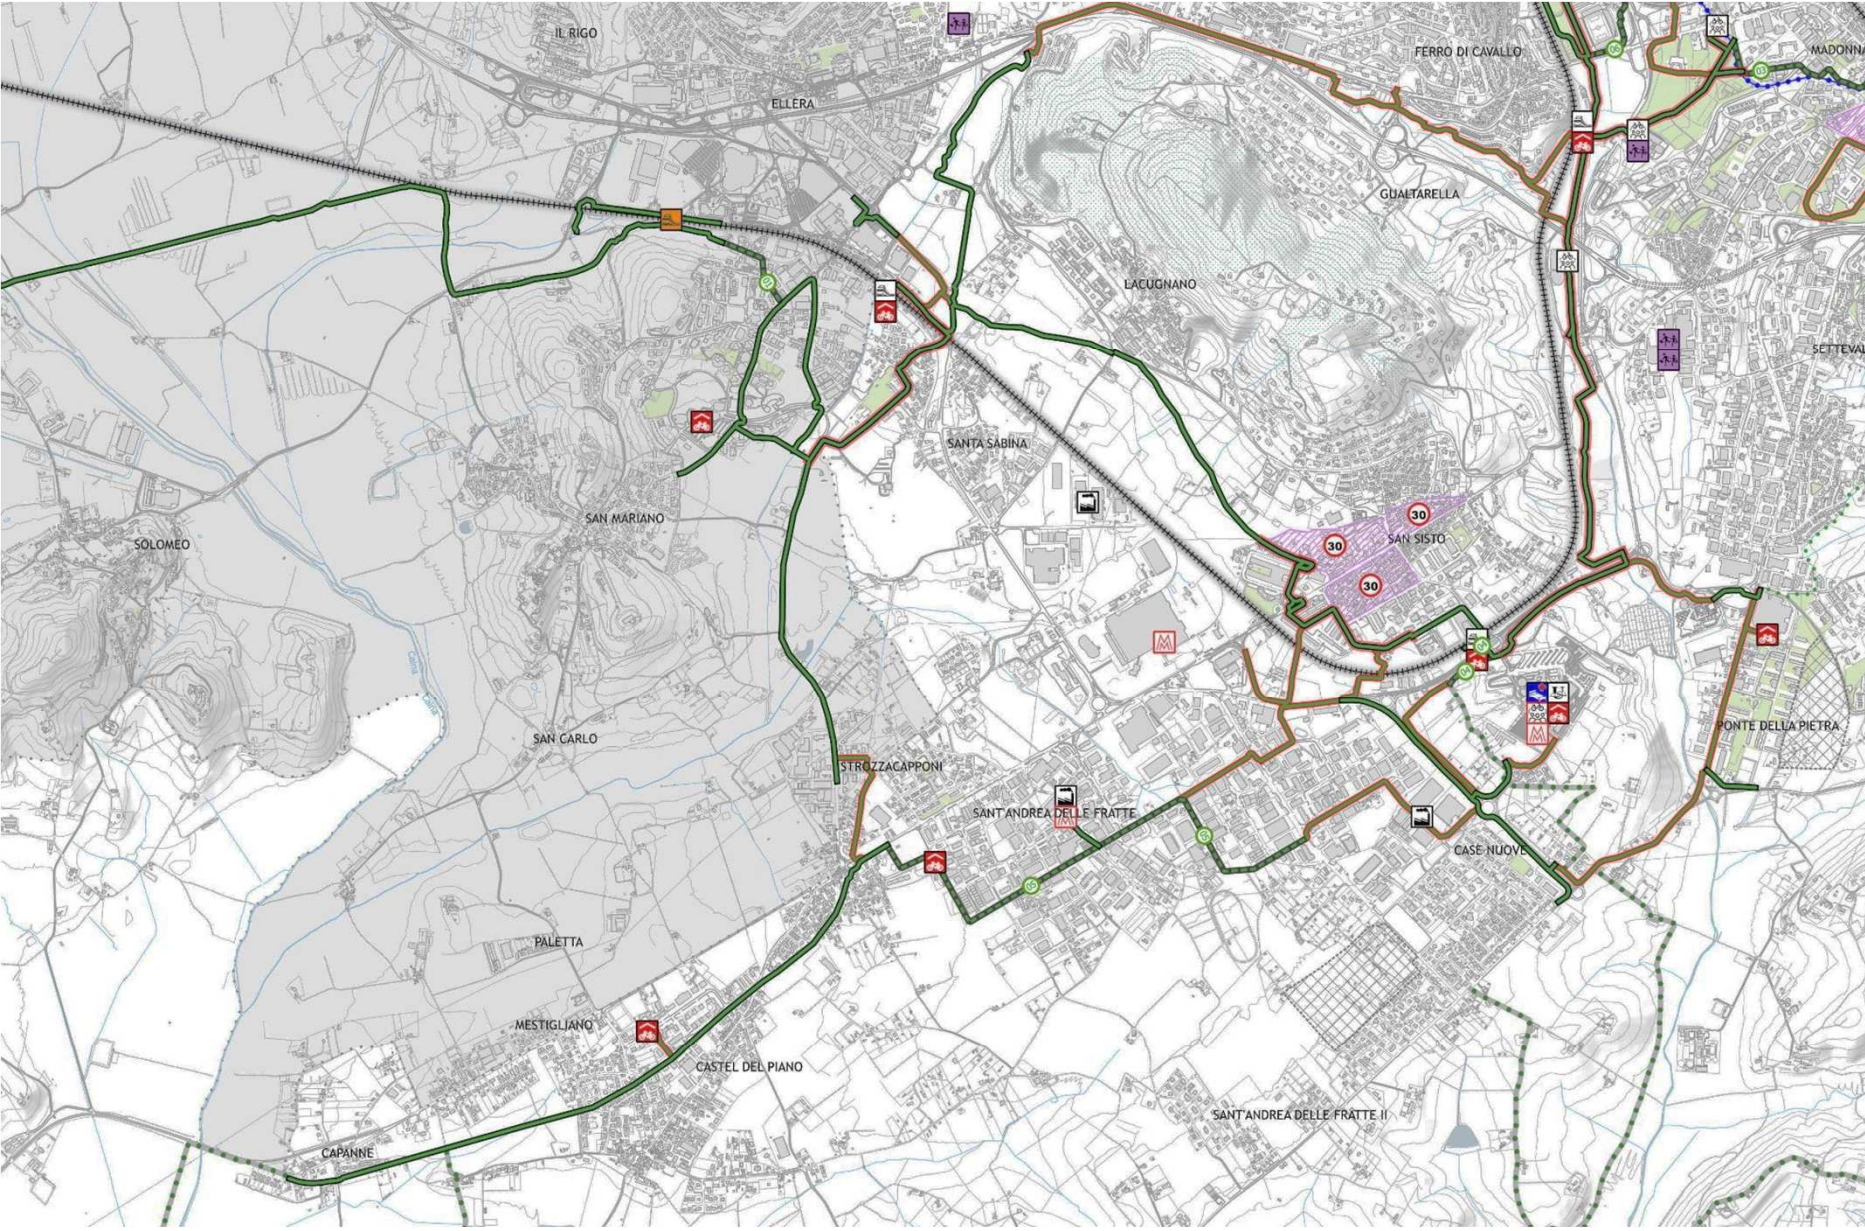 IL RIGO
FERRO DI CAVALLO
MADONNA
ELLERA
GUALTARELLA
LACUGNANO
SETTEVAL
SANTA SABINA
30
SAN MARIANO
30
SAN SISTO
SOLOMEO
30
Caina
Caina
PONTE DELLA PIETRA
SAN CARLO
STROZZACAPPONI
SANT'ANDREA DELLE FRATTE
CASE NUOVE
PALETTA
MESTIGLIANO
CASTEL DEL PIANO
SANT'ANDREA DELLE FRATTE II
CAPANNE